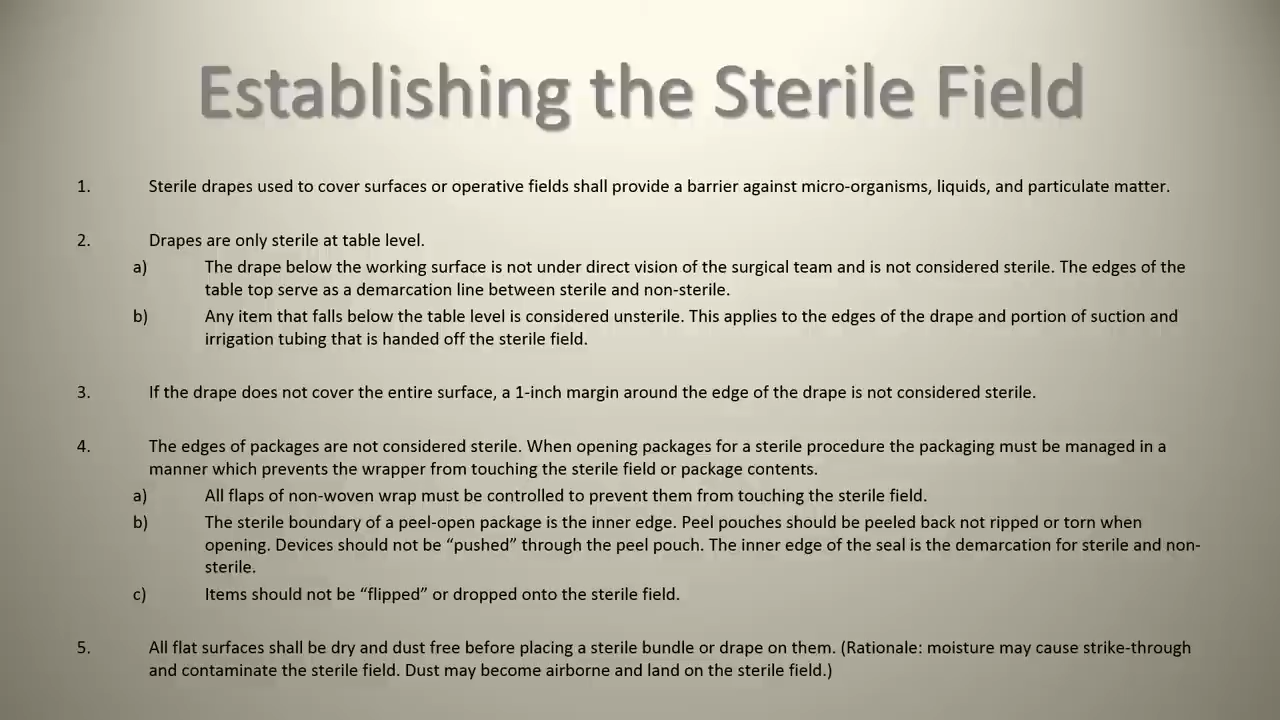 Establishing the Sterile Field
1. Sterile drapes used to cover surfaces or operative fields shall provide a barrier against micro-organisms, liquids, and particulate matter.
2. Drapes are only sterile at table level.
a) The drape below the working surface is not under direct vision of the surgical team and is not considered sterile. The edges of the
table top serve as a demarcation line between sterile and non-sterile.
b) Any item that falls below the table level is considered unsterile. This applies to the edges of the drape and portion of suction and
irrigation tubing that is handed off the sterile field.
3. If the drape does not cover the entire surface, a 1-inch margin around the edge of the drape is not considered sterile.
4. The edges of packages are not considered sterile. When opening packages for a sterile procedure the packaging must be managed in a
manner which prevents the wrapper from touching the sterile field or package contents.
a) All flaps of non-woven wrap must be controlled to prevent them from touching the sterile field.
b) The sterile boundary of a peel-open package is the inner edge. Peel pouches should be peeled back not ripped or torn when
opening. Devices should not be “pushed” through the peel pouch. The inner edge of the seal is the demarcation for sterile and non-
sterile.
c) Items should not be “flipped” or dropped onto the sterile field.
5. All flat surfaces shall be dry and dust free before placing a sterile bundle or drape on them. (Rationale: moisture may cause strike-through
and contaminate the sterile field. Dust may become airborne and land on the sterile field.)